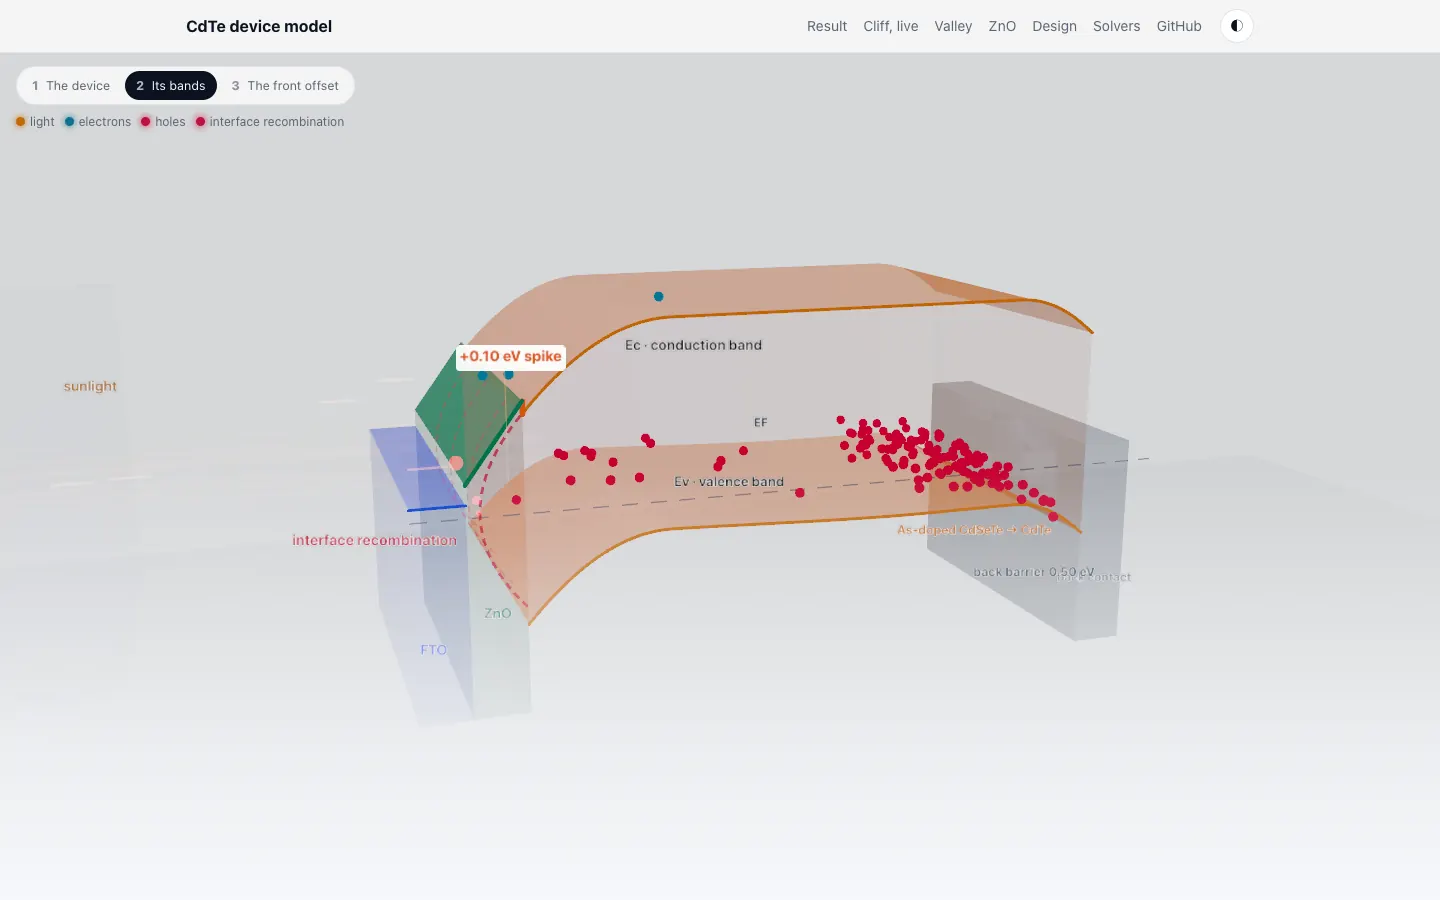 CdTe device model
Result Cliff, live Valley ZnO Design Solvers GitHub
1 The device 2 Its bands 3 The front offset
light electrons holes interface recombination
+0.10 eV spike
Ec · conduction band
sunlight
EF
Ev · valence band
As-doped CdSeTe → CdTe
interface recombination
back barrier 0.50 eV
back contact
ZnO
FTO